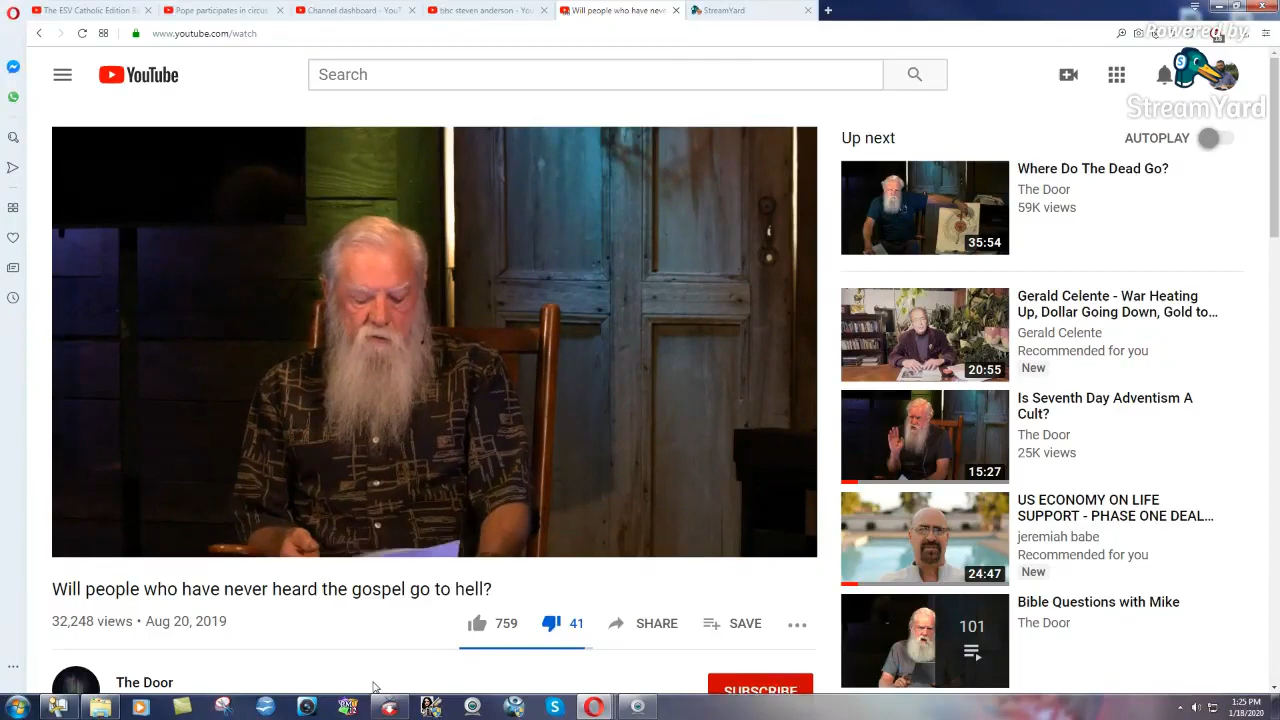 The ESV Catholic Edition B
Pope participates in circus
Channel dashboard - YouT
bbc steven anderson - You
Will people who have neve
StreamYard
www.youtube.com/watch
Powered by
YouTube
Search
StreamYard
Up next
AUTOPLAY
Where Do The Dead Go?
The Door
59K views
35:54
Gerald Celente - War Heating
Up, Dollar Going Down, Gold to...
Gerald Celente
Recommended for you
New
20:55
Is Seventh Day Adventism A
Cult?
The Door
25K views
15:27
US ECONOMY ON LIFE
SUPPORT - PHASE ONE DEAL...
jeremiah babe
Recommended for you
New
24:47
Bible Questions with Mike
The Door
101
Will people who have never heard the gospel go to hell?
32,248 views • Aug 20, 2019
759
41
SHARE
SAVE
The Door
SUBSCRIBE
1:25 PM
1/18/2020